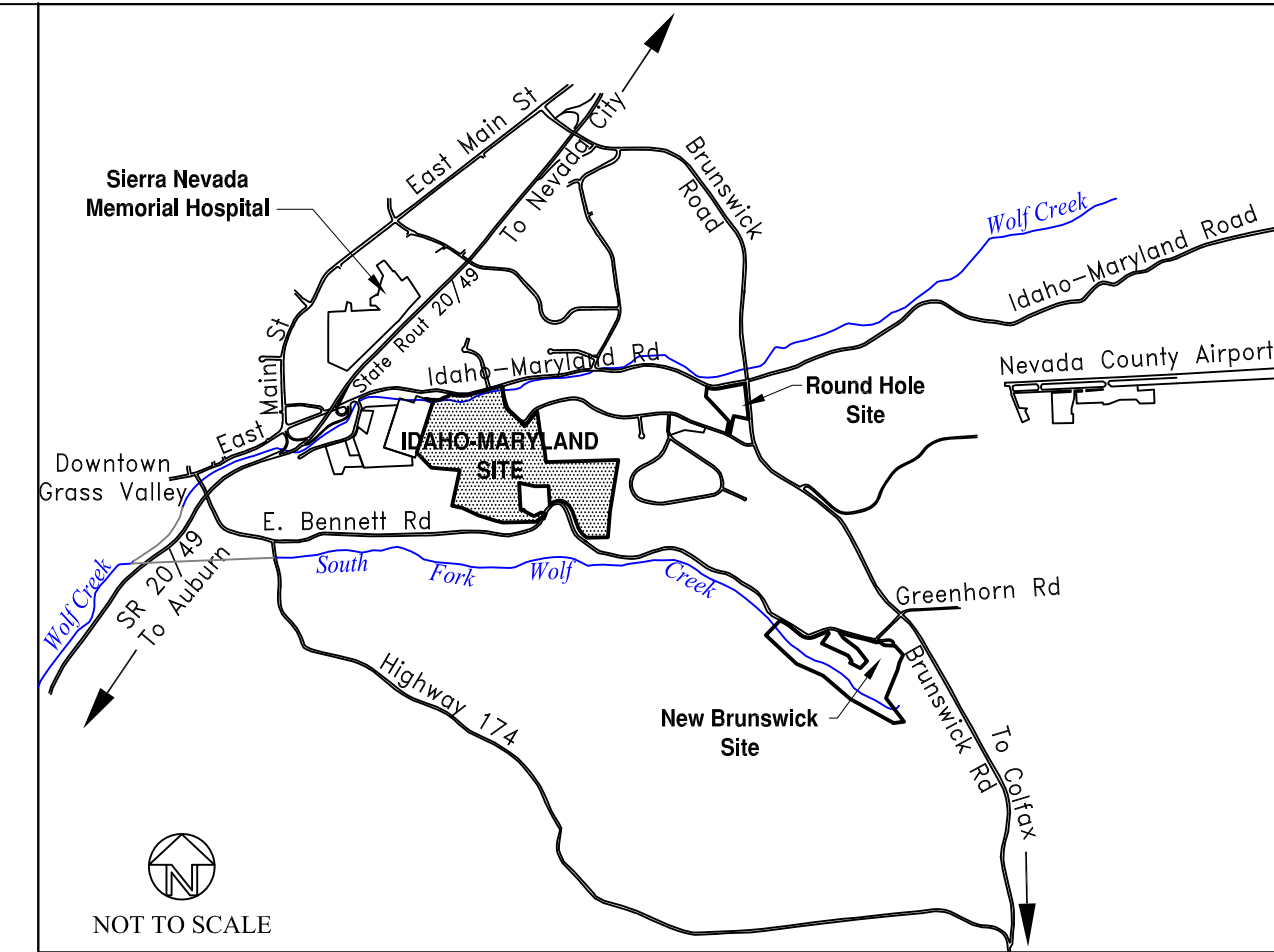 East Main St
To Nevada City
Brunswick
Road
Sierra Nevada
Memorial Hospital
Wolf Creek
Idaho-Maryland Road
State Rout 20/49
East Main St
Idaho-Maryland Rd
Nevada County Airport
Round Hole
Site
IDAHO-MARYLAND
SITE
Downtown
Grass Valley
E. Bennett Rd
South Fork Wolf Creek
Wolf Creek
SR 20/49
To Auburn
Greenhorn Rd
Highway 174
New Brunswick
Site
Brunswick Rd
To Colfax
N
NOT TO SCALE